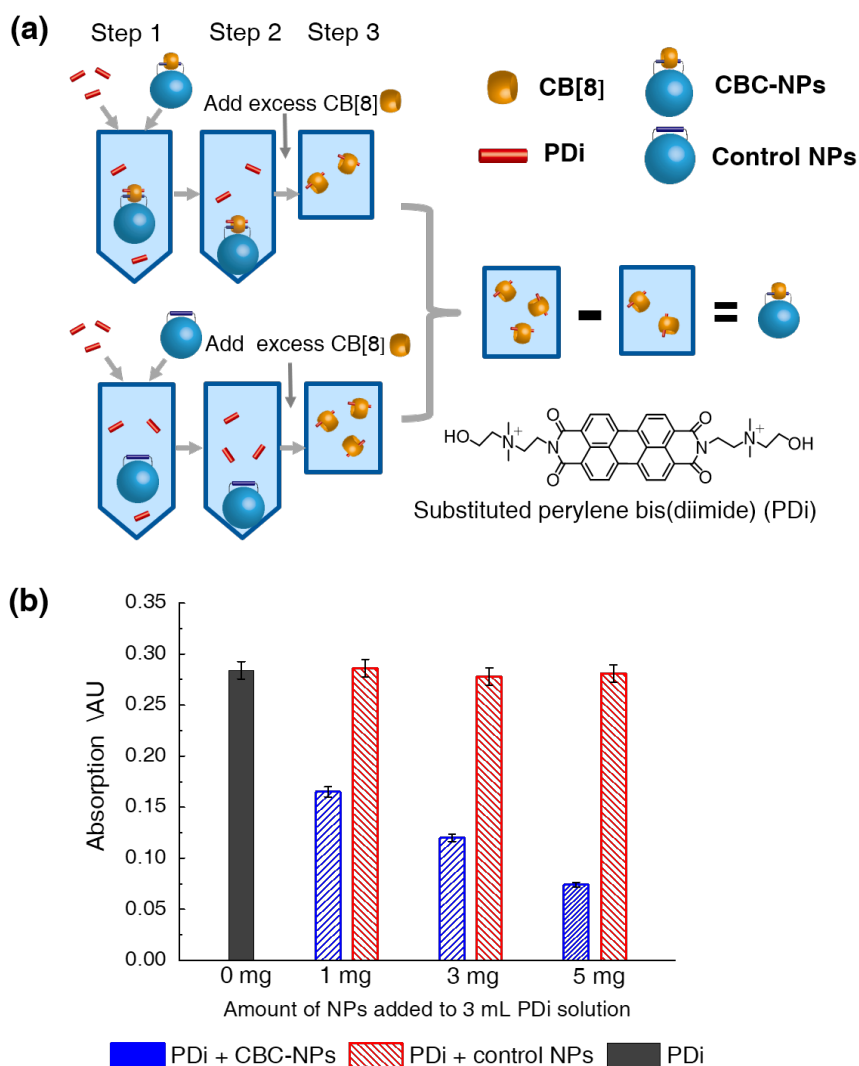 (a)
Step 1 Step 2 Step 3
Add excess CB[8]
CB[8]
CBC-NPs
PDi
Control NPs
Add excess CB[8]
- =
O O
HO N+ N N N+ OH
O O
Substituted perylene bis(diimide) (PDi)
(b)
Absorption \AU
0.35
0.30
0.25
0.20
0.15
0.10
0.05
0.00
0 mg 1 mg 3 mg 5 mg
Amount of NPs added to 3 mL PDi solution
PDi + CBC-NPs PDi + control NPs PDi